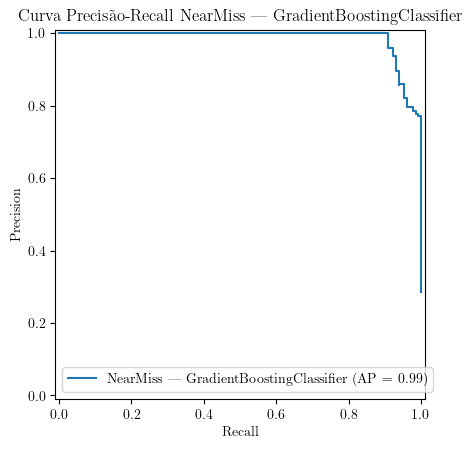 Curva Precisão-Recall NearMiss — GradientBoostingClassifier
1.0
0.8
0.6
0.4
0.2
0.0
Precision
NearMiss — GradientBoostingClassifier (AP = 0.99)
0.0 0.2 0.4 0.6 0.8 1.0
Recall